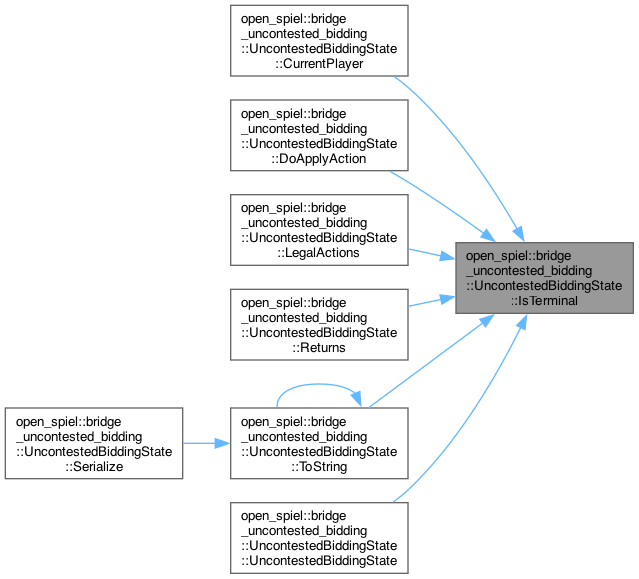 open_spiel::bridge
_uncontested_bidding
::UncontestedBiddingState
::CurrentPlayer
open_spiel::bridge
_uncontested_bidding
::UncontestedBiddingState
::DoApplyAction
open_spiel::bridge
_uncontested_bidding
::UncontestedBiddingState
::LegalActions
open_spiel::bridge
_uncontested_bidding
::UncontestedBiddingState
::IsTerminal
open_spiel::bridge
_uncontested_bidding
::UncontestedBiddingState
::Returns
open_spiel::bridge
_uncontested_bidding
::UncontestedBiddingState
::Serialize
open_spiel::bridge
_uncontested_bidding
::UncontestedBiddingState
::ToString
open_spiel::bridge
_uncontested_bidding
::UncontestedBiddingState
::UncontestedBiddingState